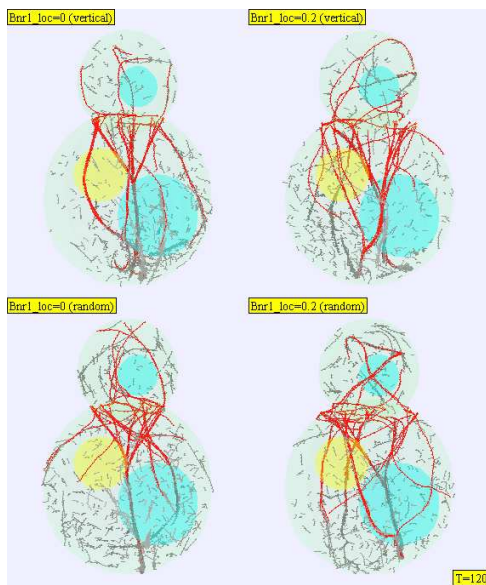 Bnr1_loc=0 (vertical)
Bnr1_loc=0.2 (vertical)
Bnr1_loc=0 (random)
Bnr1_loc=0.2 (random)
T=120